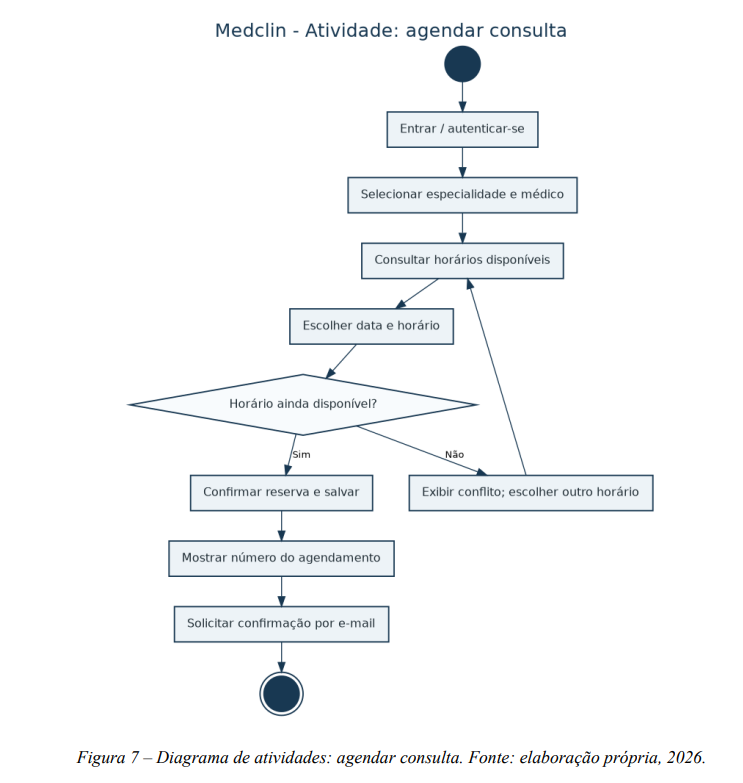 Medclin - Atividade: agendar consulta
Entrar / autenticar-se
Selecionar especialidade e médico
Consultar horários disponíveis
Escolher data e horário
Horário ainda disponível?
Sim
Não
Confirmar reserva e salvar
Exibir conflito; escolher outro horário
Mostrar número do agendamento
Solicitar confirmação por e-mail
Figura 7 – Diagrama de atividades: agendar consulta. Fonte: elaboração própria, 2026.